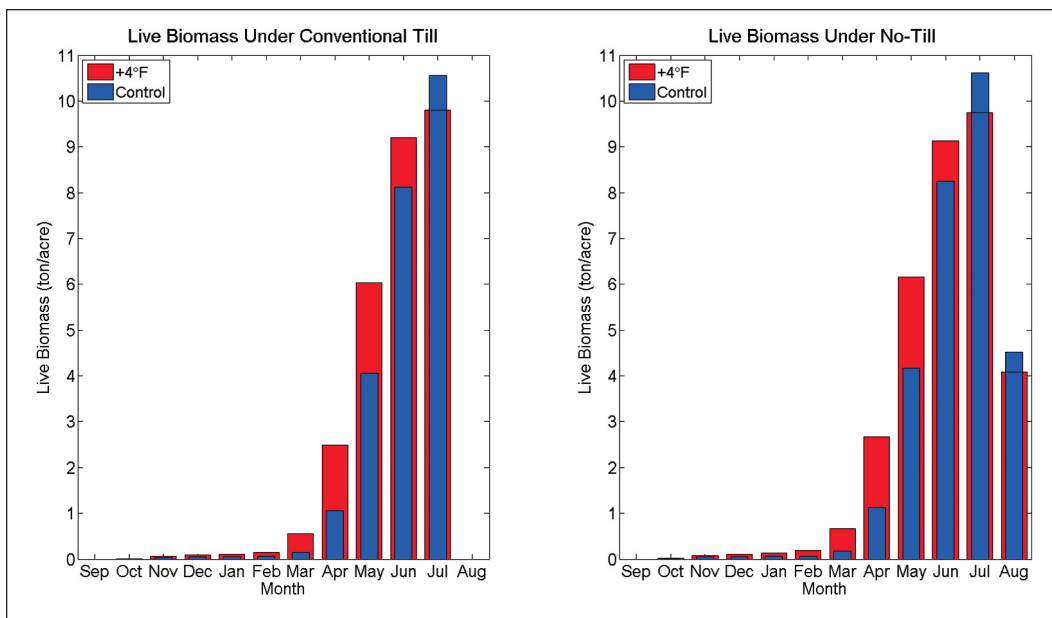 Live Biomass Under Conventional Till
+4°F
Control
11
10
9
8
7
6
5
4
3
2
1
0
Live Biomass (ton/acre)
Sep Oct Nov Dec Jan Feb Mar Apr May Jun Jul Aug
Month
Live Biomass Under No-Till
+4°F
Control
11
10
9
8
7
6
5
4
3
2
1
0
Live Biomass (ton/acre)
Sep Oct Nov Dec Jan Feb Mar Apr May Jun Jul Aug
Month